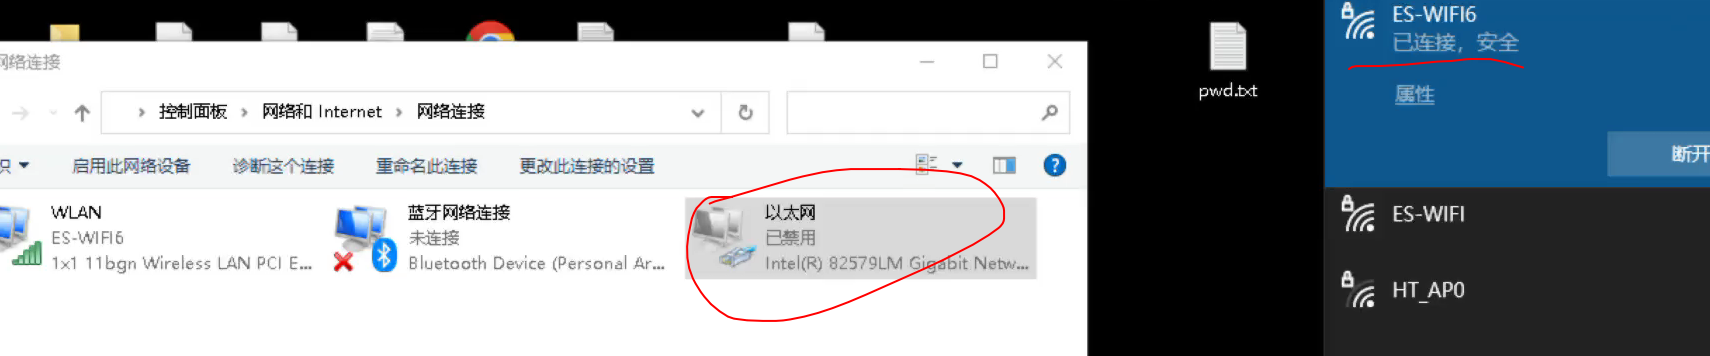 网络连接
控制面板 › 网络和 Internet › 网络连接
启用此网络设备 诊断这个连接 重命名此连接 更改此连接的设置
WLAN
ES-WIFI6
1x1 11bgn Wireless LAN PCI E...
蓝牙网络连接
未连接
Bluetooth Device (Personal Ar...
以太网
已禁用
Intel(R) 82579LM Gigabit Netw...
pwd.txt
ES-WIFI6
已连接，安全
属性
断开
ES-WIFI
HT_AP0